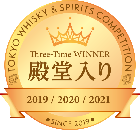 TOKYO WHISKY & SPIRITS COMPETITION
Three-Time WINNER
殿堂入り
2019 / 2020 / 2021
SINCE 2019